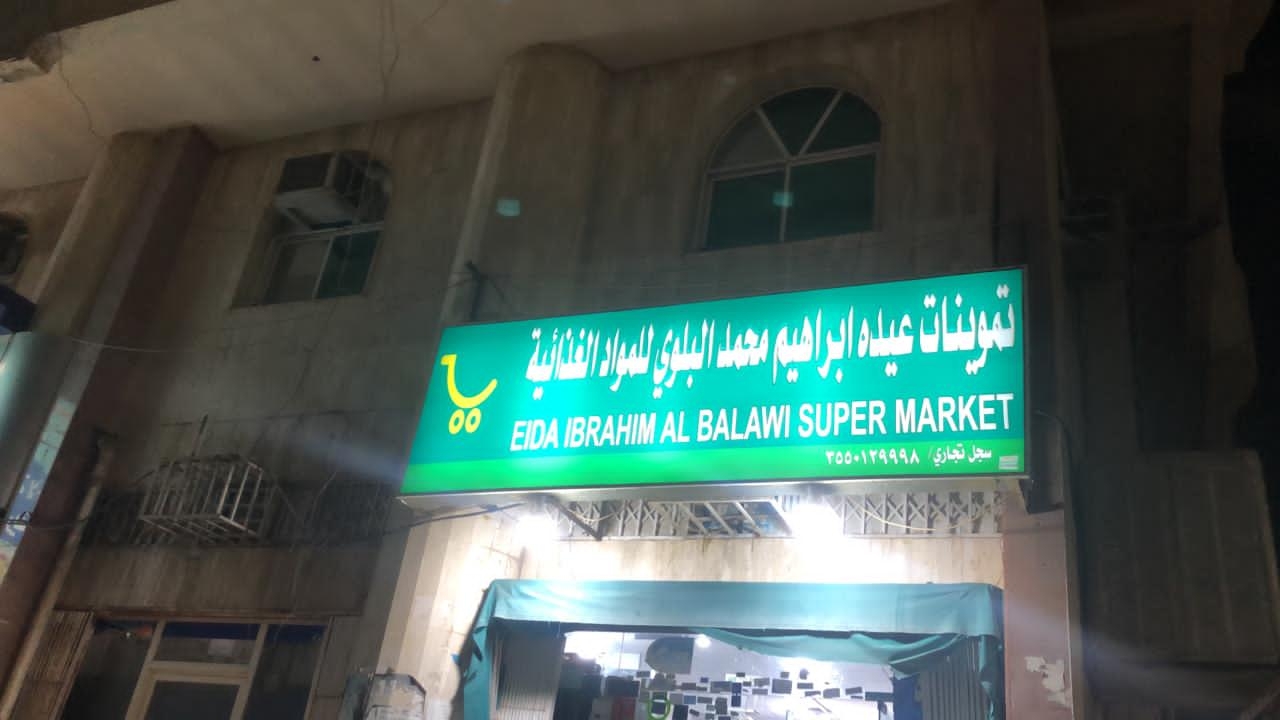 تموينات عيده ابراهيم محمد البلوي للمواد الغذائية
EIDA IBRAHIM AL BALAWI SUPER MARKET
سجل تجاري/ ٣٥٥٠١٢٩٩٩٨